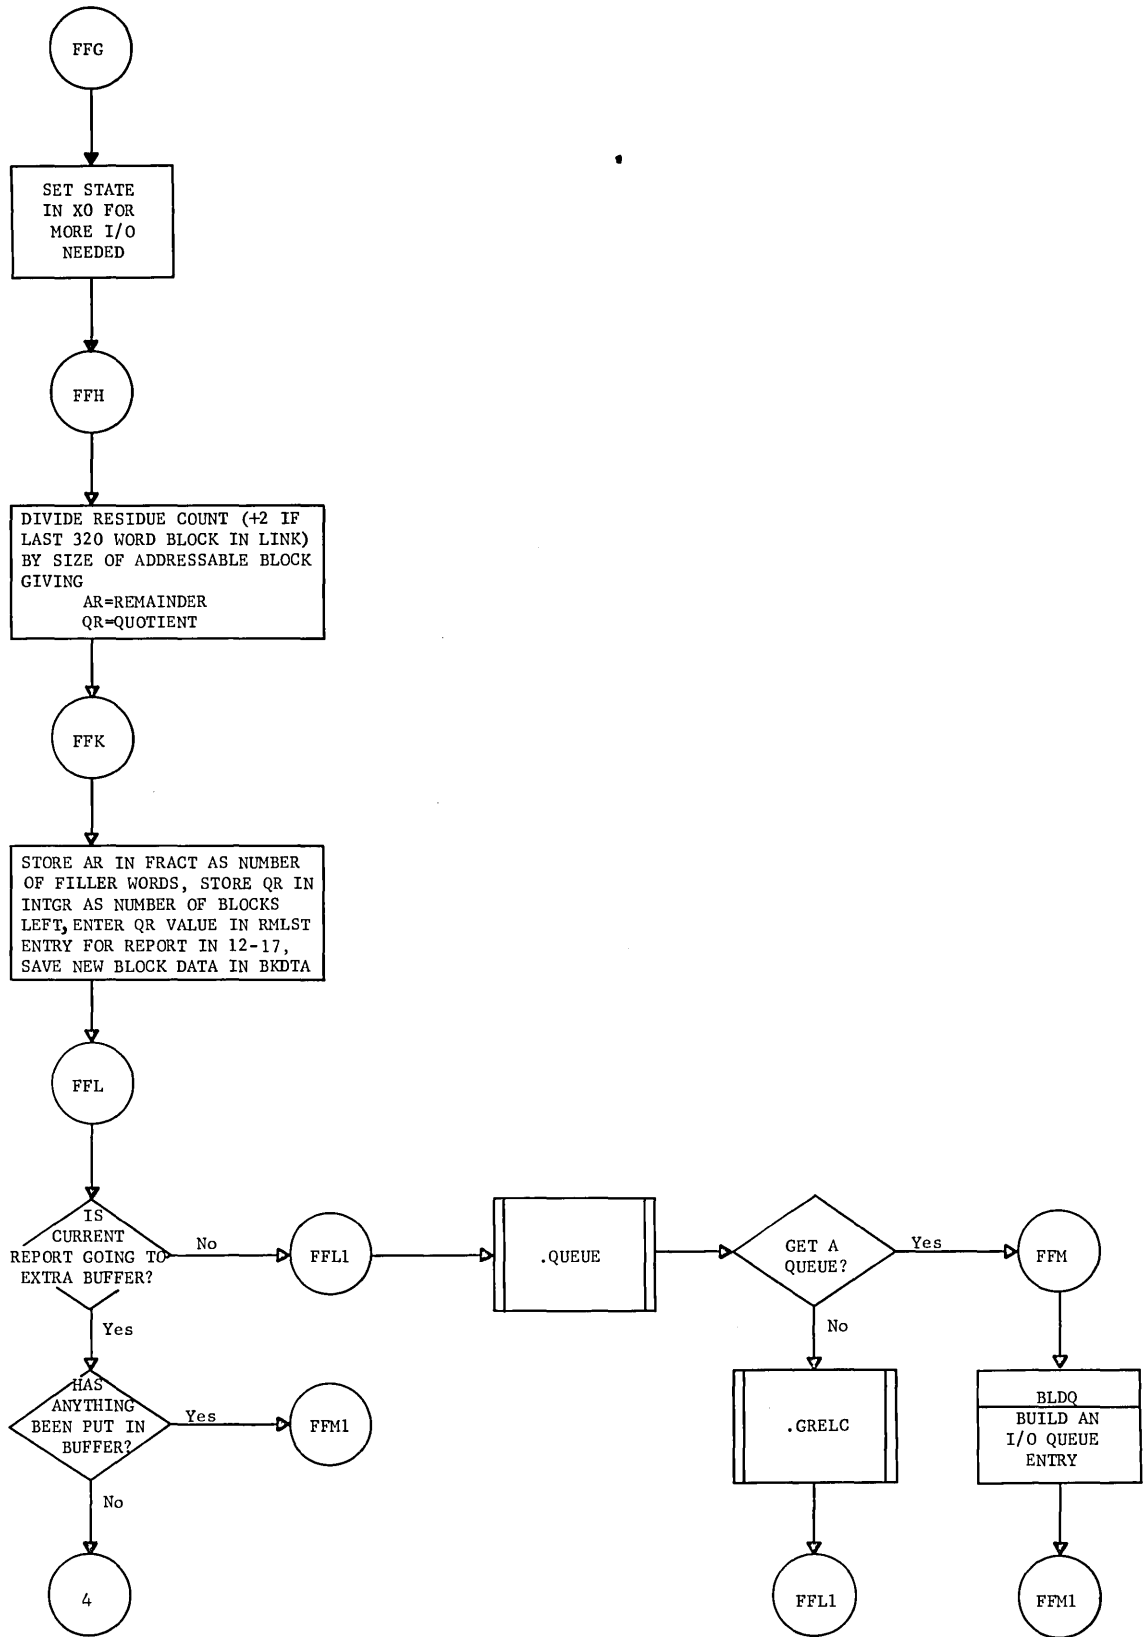 FFG
SET STATE
IN X0 FOR
MORE I/O
NEEDED
FFH
DIVIDE RESIDUE COUNT (+2 IF
LAST 320 WORD BLOCK IN LINK)
BY SIZE OF ADDRESSABLE BLOCK
GIVING
AR=REMAINDER
QR=QUOTIENT
FFK
STORE AR IN FRACT AS NUMBER
OF FILLER WORDS, STORE QR IN
INTGR AS NUMBER OF BLOCKS
LEFT, ENTER QR VALUE IN RMLST
ENTRY FOR REPORT IN 12-17,
SAVE NEW BLOCK DATA IN BKDTA
FFL
IS
CURRENT
REPORT GOING TO
EXTRA BUFFER?
No
FFL1
.QUEUE
GET A
QUEUE?
Yes
FFM
Yes
No
HAS
ANYTHING
BEEN PUT IN
BUFFER?
Yes
FFM1
.GRELC
BLDQ
BUILD AN
I/O QUEUE
ENTRY
No
4
FFL1
FFM1